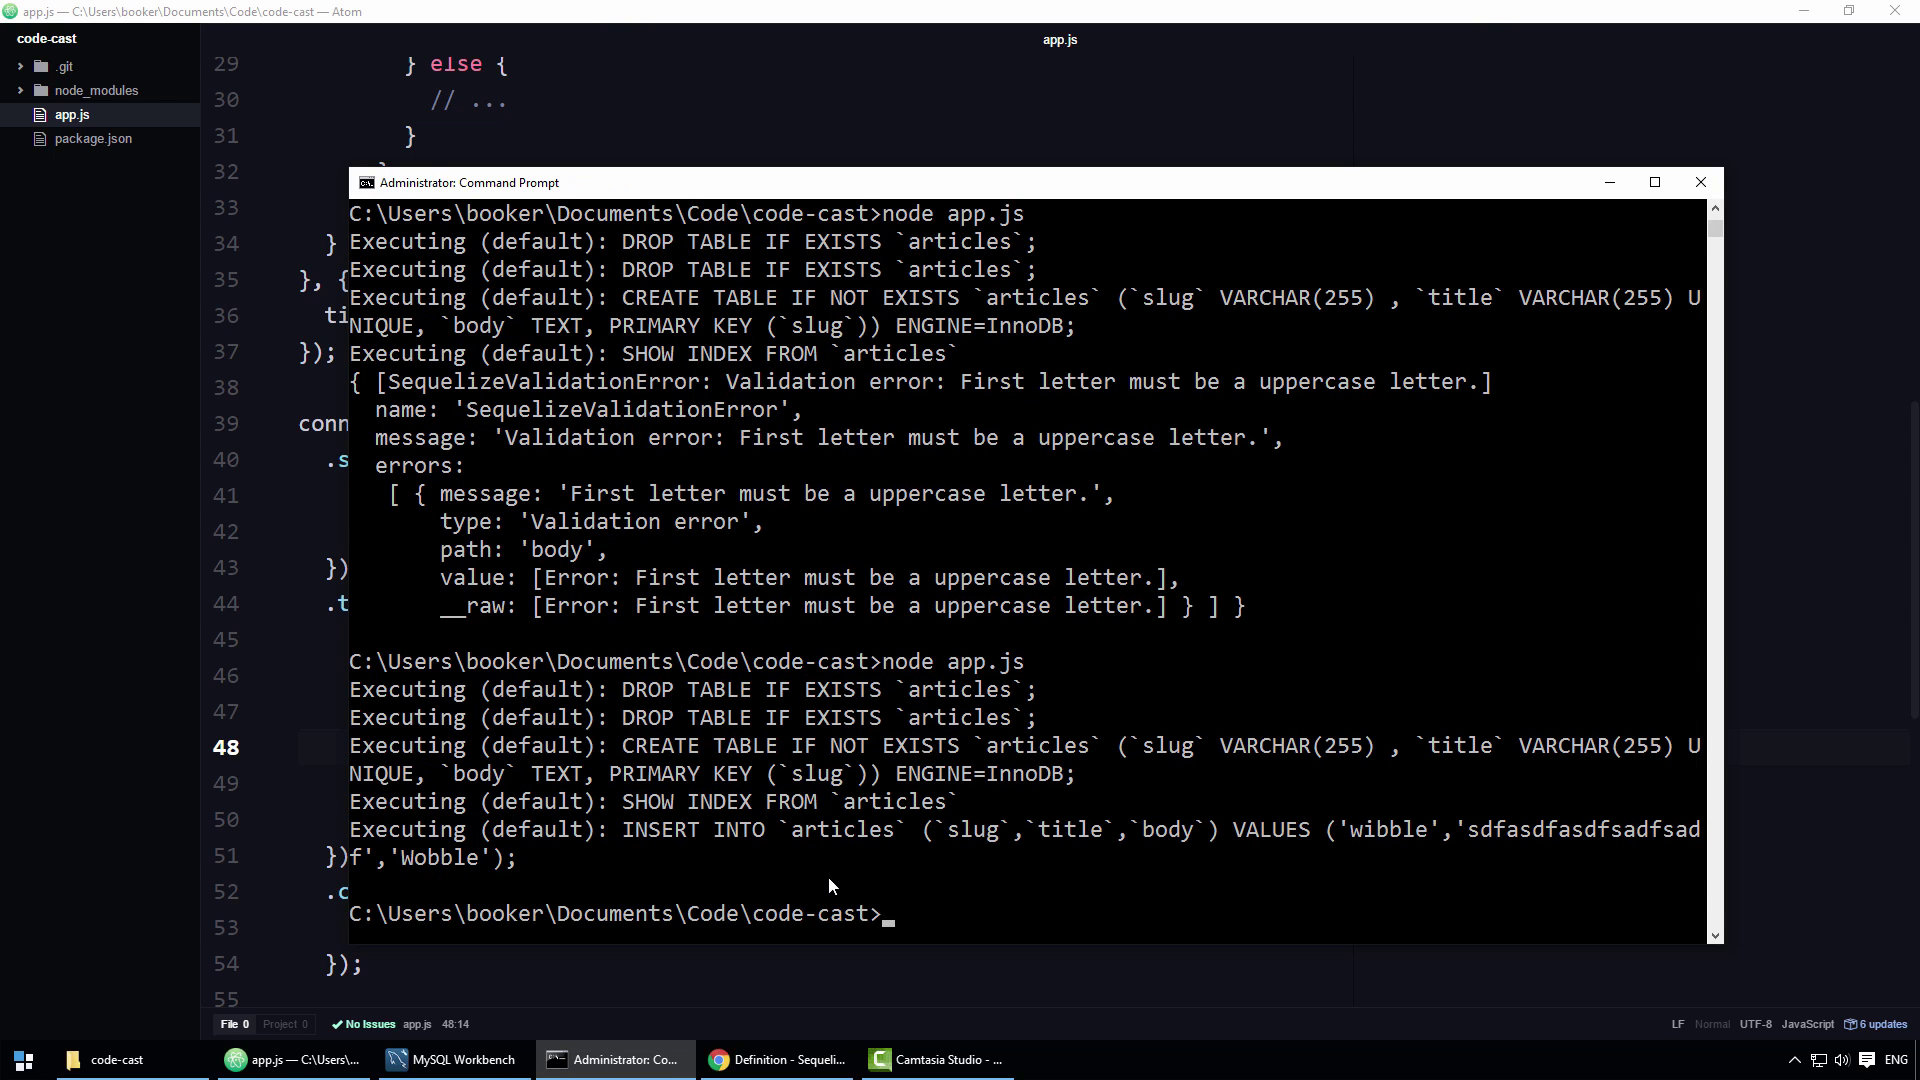 app.js — C:\Users\booker\Documents\Code\code-cast — Atom
code-cast
.git
node_modules
app.js
package.json
app.js
29 } else {
30 // ...
31 }
32
33
34 }
35 }, {
36 ti
37 });
38
39 conn
40 .s
41
42
43 })
44 .t
45
46
47
48
49
50
51 })
52 .c
53
54 });
55
Administrator: Command Prompt
C:\Users\booker\Documents\Code\code-cast>node app.js
Executing (default): DROP TABLE IF EXISTS `articles`;
Executing (default): DROP TABLE IF EXISTS `articles`;
Executing (default): CREATE TABLE IF NOT EXISTS `articles` (`slug` VARCHAR(255) , `title` VARCHAR(255) U
NIQUE, `body` TEXT, PRIMARY KEY (`slug`)) ENGINE=InnoDB;
Executing (default): SHOW INDEX FROM `articles`
{ [SequelizeValidationError: Validation error: First letter must be a uppercase letter.]
name: 'SequelizeValidationError',
message: 'Validation error: First letter must be a uppercase letter.',
errors:
[ { message: 'First letter must be a uppercase letter.',
type: 'Validation error',
path: 'body',
value: [Error: First letter must be a uppercase letter.],
__raw: [Error: First letter must be a uppercase letter.] } ] }
C:\Users\booker\Documents\Code\code-cast>node app.js
Executing (default): DROP TABLE IF EXISTS `articles`;
Executing (default): DROP TABLE IF EXISTS `articles`;
Executing (default): CREATE TABLE IF NOT EXISTS `articles` (`slug` VARCHAR(255) , `title` VARCHAR(255) U
NIQUE, `body` TEXT, PRIMARY KEY (`slug`)) ENGINE=InnoDB;
Executing (default): SHOW INDEX FROM `articles`
Executing (default): INSERT INTO `articles` (`slug`,`title`,`body`) VALUES ('wibble','sdfasdfasdfsadfsad
f','Wobble');
C:\Users\booker\Documents\Code\code-cast>
File 0 Project 0 No Issues app.js 48:14
LF Normal UTF-8 JavaScript 6 updates
code-cast
app.js — C:\Users\...
MySQL Workbench
Administrator: Co...
Definition - Sequeli...
Camtasia Studio - ...
ENG